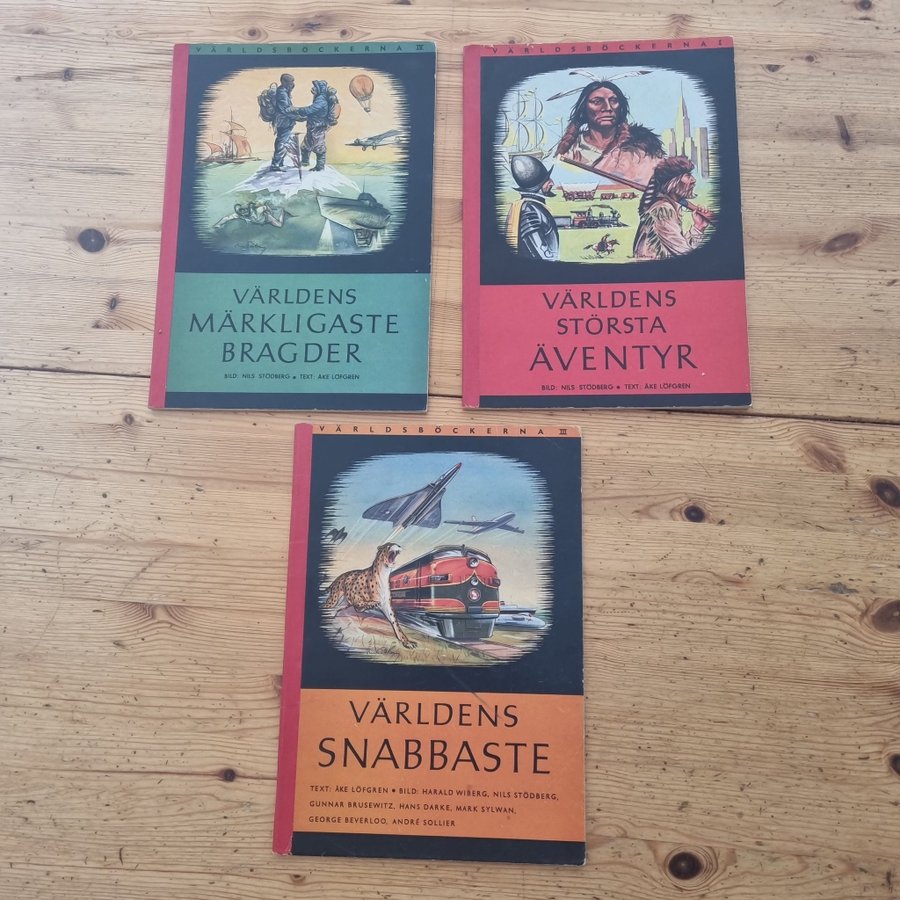 VÄRLDSBÖCKERNA IV
VÄRLDENS
MÄRKLIGASTE
BRAGDER
BILD: NILS STÖDBERG • TEXT: ÅKE LÖFGREN
VÄRLDSBÖCKERNA I
VÄRLDENS
STÖRSTA
ÄVENTYR
BILD: NILS STÖDBERG • TEXT: ÅKE LÖFGREN
VÄRLDSBÖCKERNA III
VÄRLDENS
SNABBASTE
TEXT: ÅKE LÖFGREN • BILD: HARALD WIBERG, NILS STÖDBERG,
GUNNAR BRUSEWITZ, HANS DARKE, MARK SYLWAN,
GEORGE BEVERLOO, ANDRÉ SOLLIER